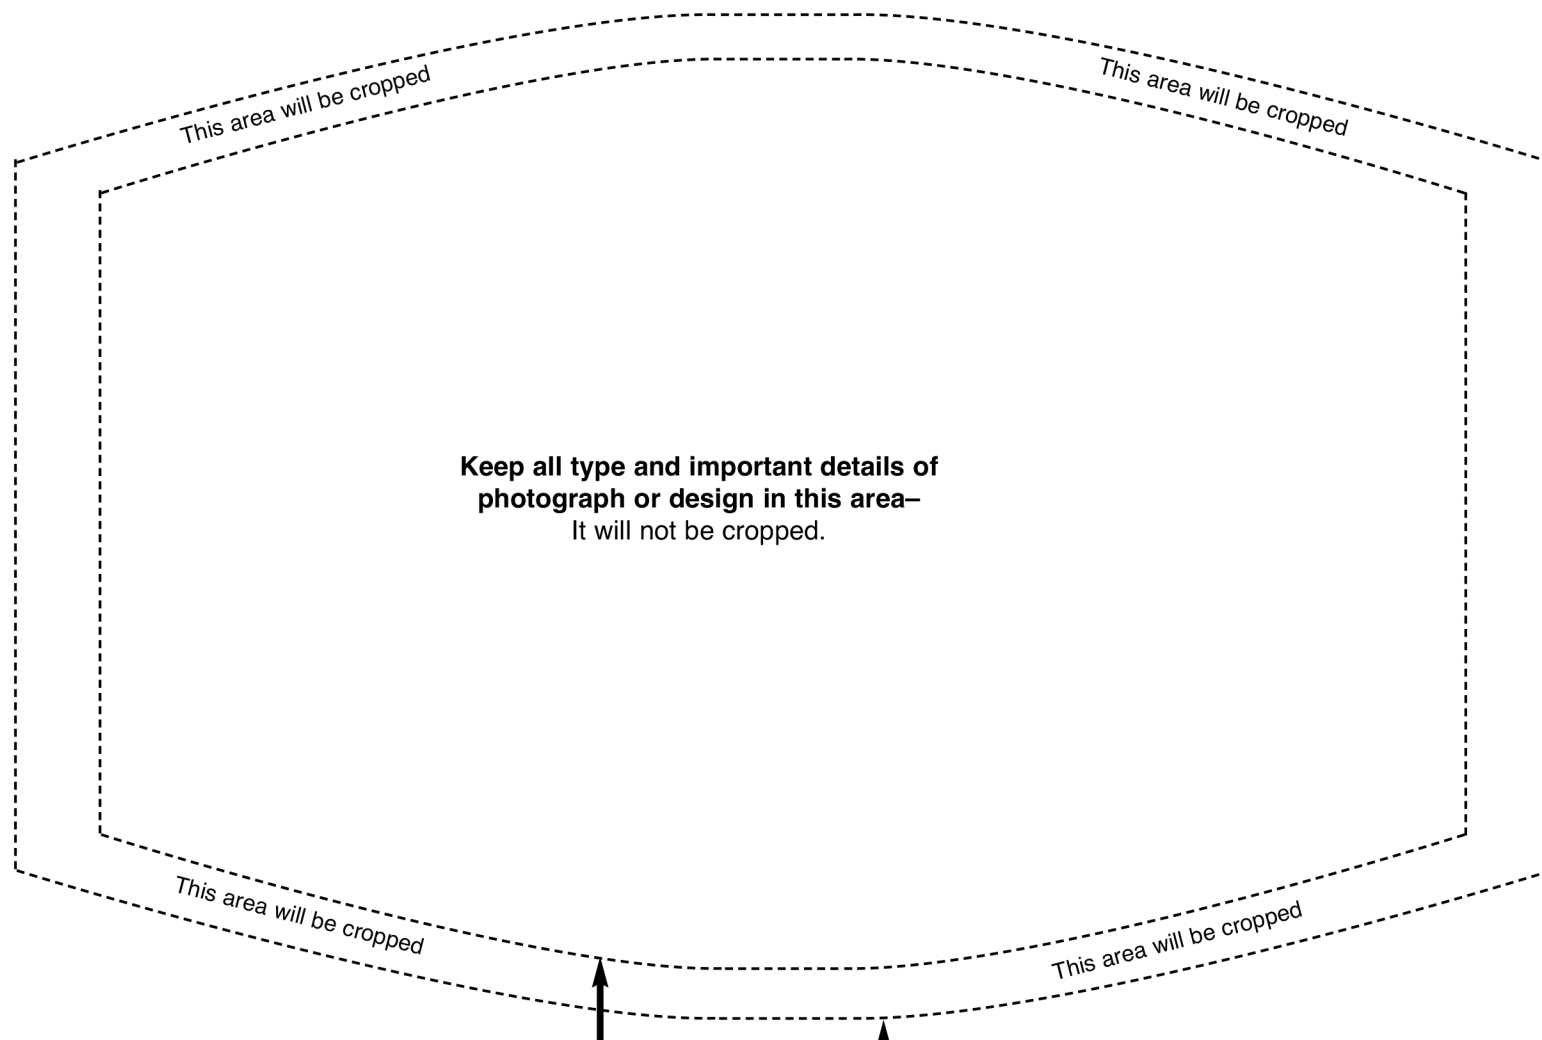 This area will be cropped
This area will be cropped
Keep all type and important details of
photograph or design in this area–
It will not be cropped.
This area will be cropped
This area will be cropped